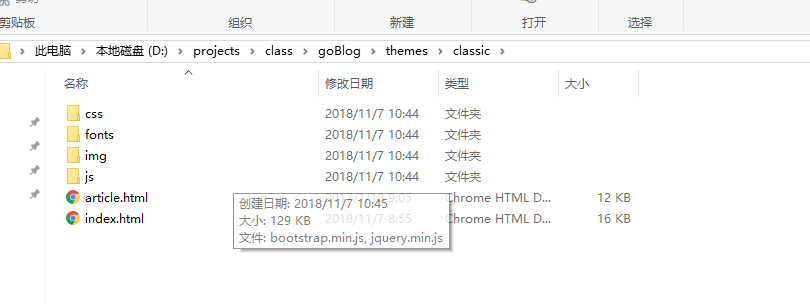 剪贴板 组织 新建 打开 选择
此电脑 本地磁盘 (D:) projects class goBlog themes classic
名称 修改日期 类型 大小
css 2018/11/7 10:44 文件夹
fonts 2018/11/7 10:44 文件夹
img 2018/11/7 10:44 文件夹
js 2018/11/7 10:44 文件夹
article.html 9:05 Chrome HTML D... 12 KB
index.html 2018/11/7 8:55 Chrome HTML D... 16 KB
创建日期: 2018/11/7 10:45
大小: 129 KB
文件: bootstrap.min.js, jquery.min.js